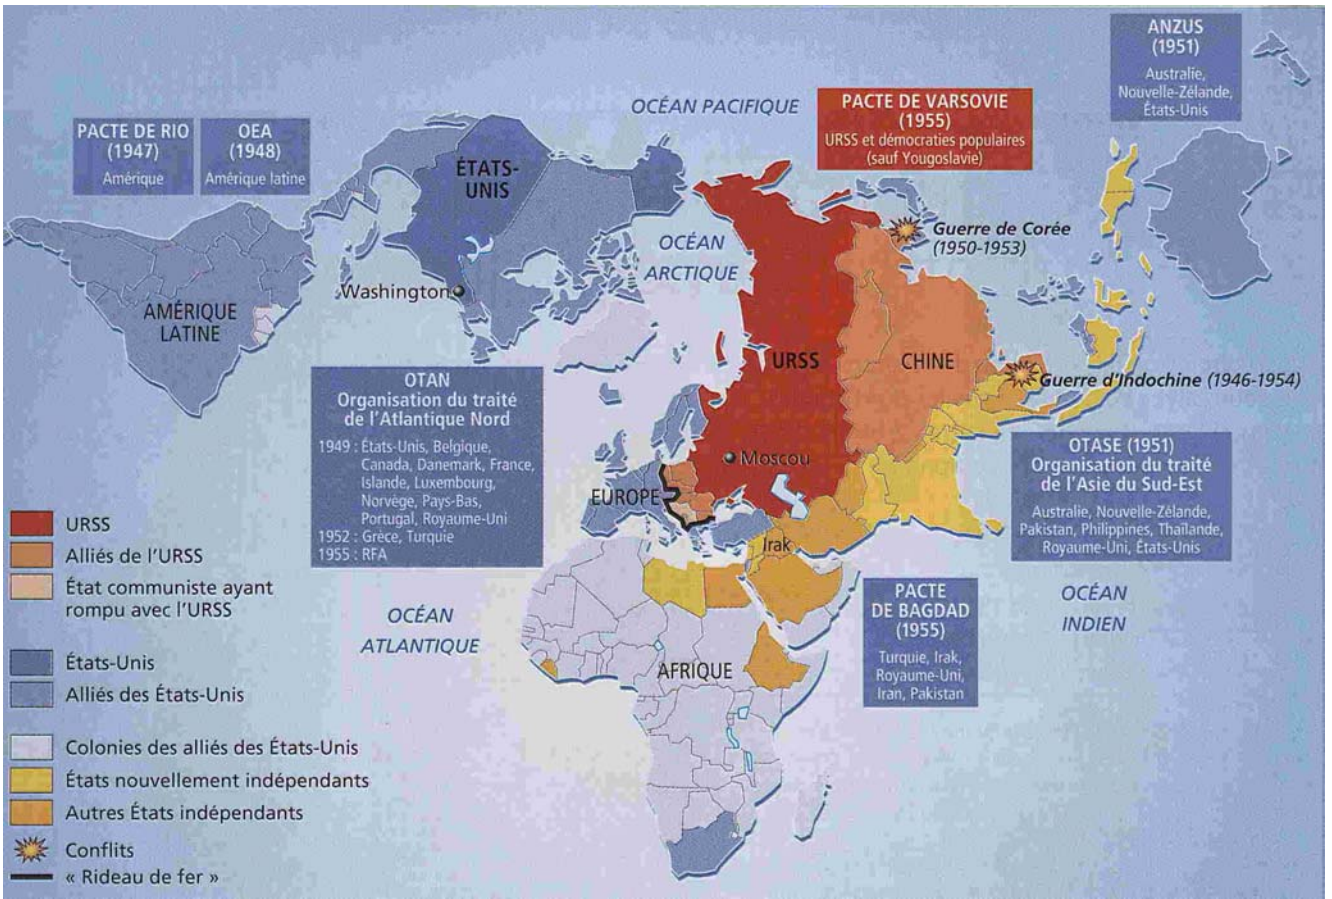 ANZUS
(1951)
Australie,
Nouvelle-Zélande,
États-Unis
PACTE DE RIO
(1947)
Amérique
OEA
(1948)
Amérique latine
OCÉAN PACIFIQUE
PACTE DE VARSOVIE
(1955)
URSS et démocraties populaires
(sauf Yougoslavie)
ÉTATS-
UNIS
OCÉAN
ARCTIQUE
Guerre de Corée
(1950-1953)
Washington
AMÉRIQUE
LATINE
URSS
CHINE
Guerre d'Indochine (1946-1954)
OTAN
Organisation du traité
de l'Atlantique Nord
1949 : États-Unis, Belgique,
Canada, Danemark, France,
Islande, Luxembourg,
Norvège, Pays-Bas,
Portugal, Royaume-Uni
1952 : Grèce, Turquie
1955 : RFA
Moscou
EUROPE
Irak
OTASE (1951)
Organisation du traité
de l'Asie du Sud-Est
Australie, Nouvelle-Zélande,
Pakistan, Philippines, Thaïlande,
Royaume-Uni, États-Unis
PACTE
DE BAGDAD
(1955)
Turquie, Irak,
Royaume-Uni,
Iran, Pakistan
OCÉAN
INDIEN
OCÉAN
ATLANTIQUE
AFRIQUE
URSS
Alliés de l'URSS
État communiste ayant
rompu avec l'URSS
États-Unis
Alliés des États-Unis
Colonies des alliés des États-Unis
États nouvellement indépendants
Autres États indépendants
Conflits
« Rideau de fer »